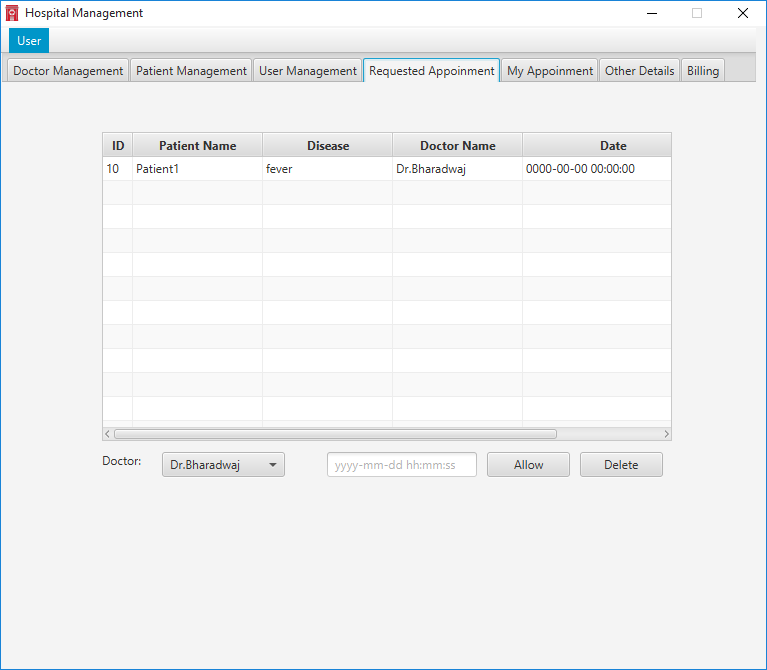 Hospital Management
User
Doctor Management Patient Management User Management Requested Appoinment My Appoinment Other Details Billing
ID Patient Name Disease Doctor Name Date
10 Patient1 fever Dr.Bharadwaj 0000-00-00 00:00:00
Doctor: Dr.Bharadwaj yyyy-mm-dd hh:mm:ss Allow Delete